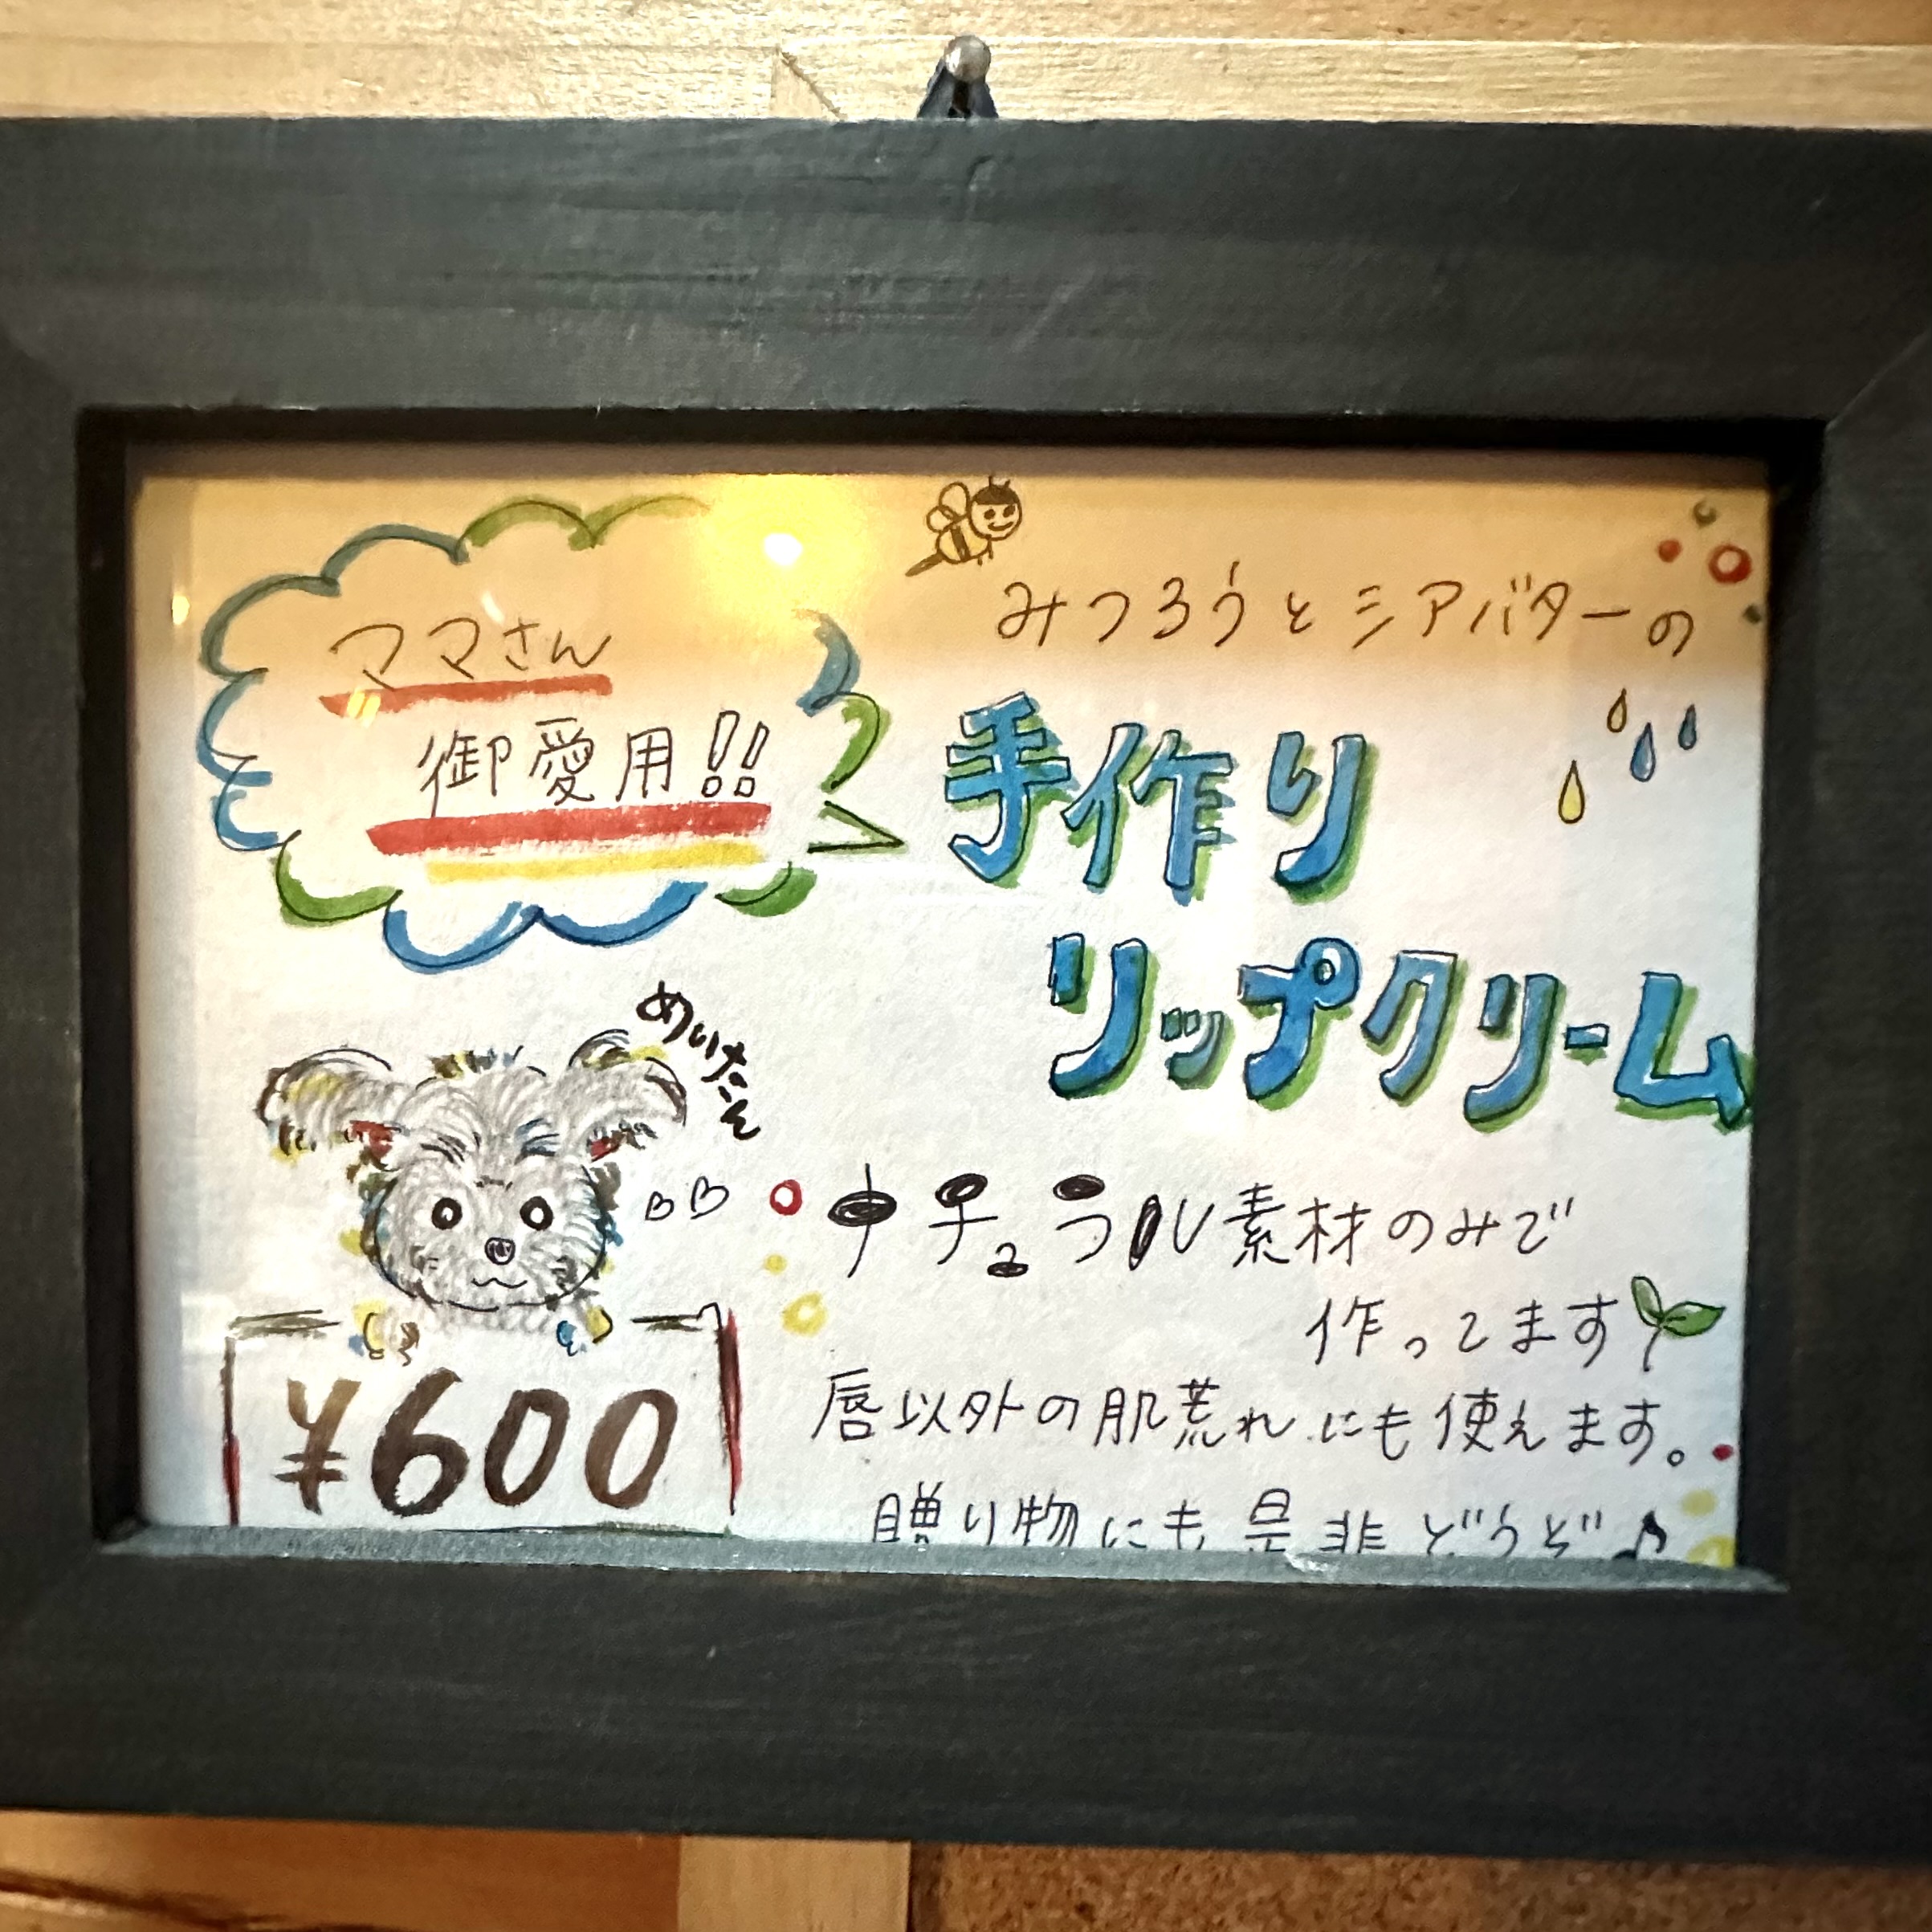 ママさん
御愛用!!
みつろうとシアバターの
手作り
リップクリーム
めいたん
¥600
ナチュラル素材のみで
作ってます
唇以外の肌荒れにも使えます。
贈り物にも是非どうぞ♪